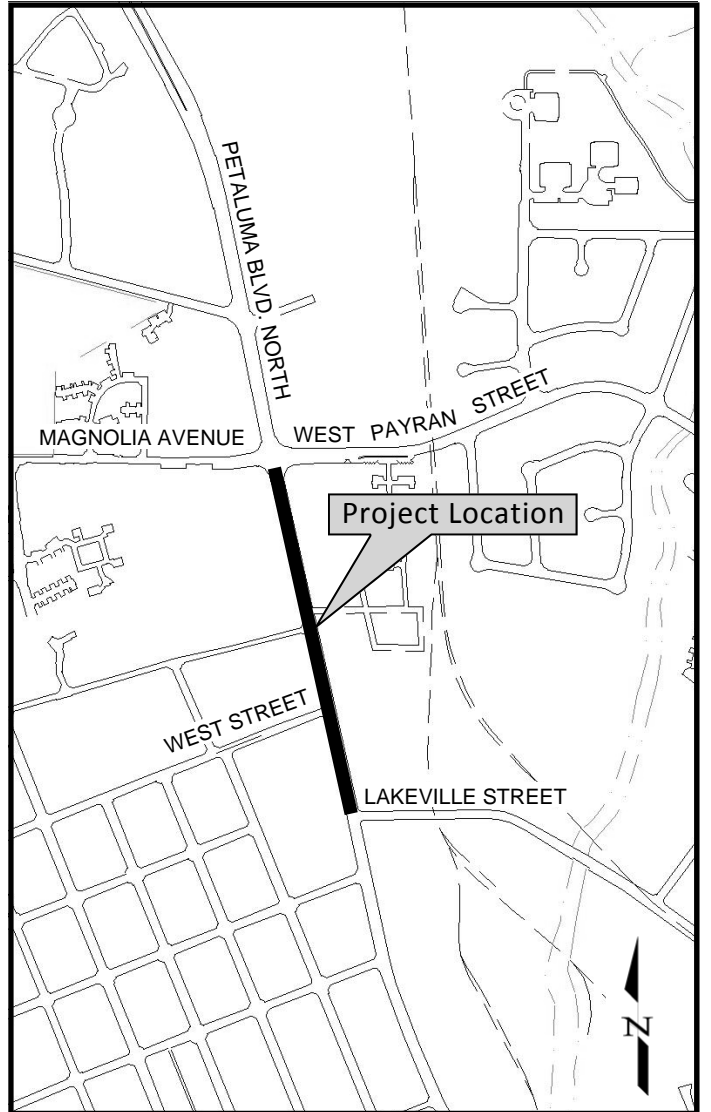 PETALUMA BLVD. NORTH
MAGNOLIA AVENUE
WEST PAYRAN STREET
Project Location
WEST STREET
LAKEVILLE STREET
N